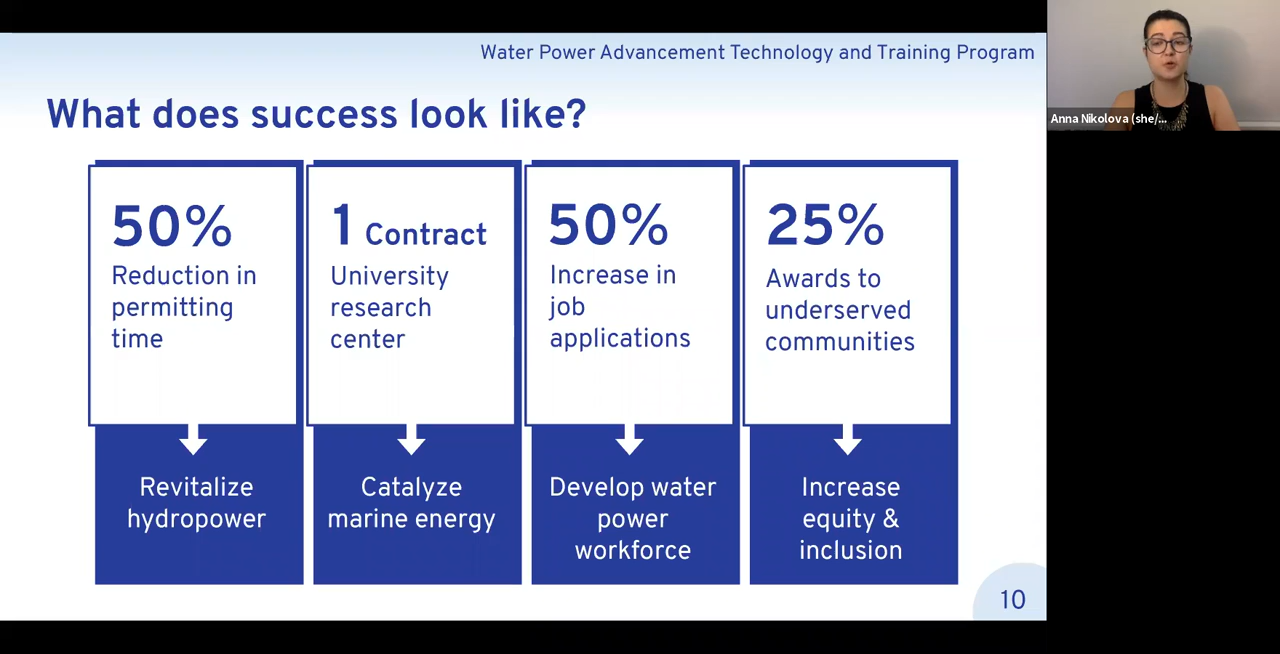 Water Power Advancement Technology and Training Program
What does success look like?
50%
Reduction in
permitting
time
Revitalize
hydropower
1 Contract
University
research
center
Catalyze
marine energy
50%
Increase in
job
applications
Develop water
power
workforce
25%
Awards to
underserved
communities
Increase
equity &
inclusion
10
Anna Nikolova (she/...